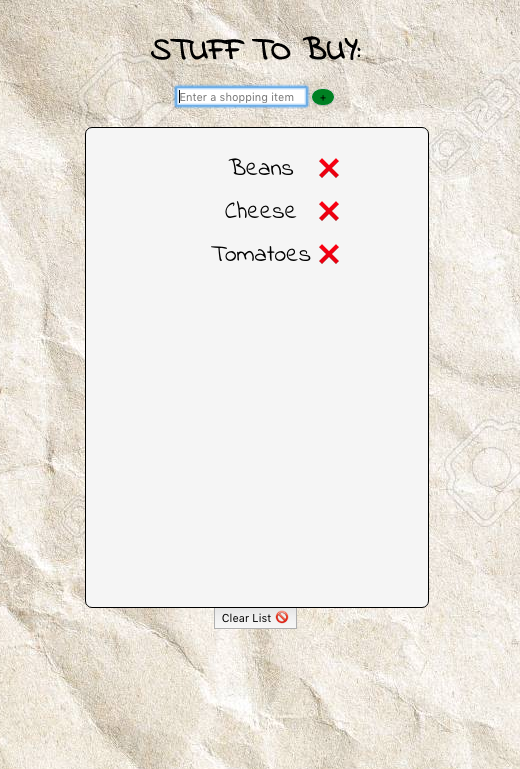 STUFF TO BUY:
Enter a shopping item +
Beans ❌
Cheese ❌
Tomatoes ❌
Clear List 🚫